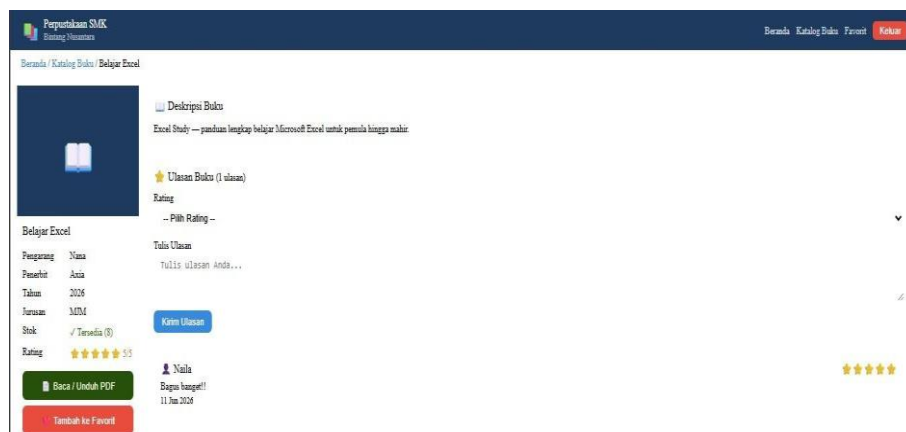 Perpustakaan SMK
Bintang Nusantara
Beranda Katalog Buku Favorit Keluar
Beranda / Katalog Buku / Belajar Excel
Belajar Excel
Pengarang Nana
Penerbit Axia
Tahun 2026
Jurusan MJM
Stok ✓ Tersedia (8)
Rating 5/5
Baca / Unduh PDF
Tambah ke Favorit
Deskripsi Buku
Excel Study — panduan lengkap belajar Microsoft Excel untuk pemula hingga mahir.
Ulasan Buku (1 ulasan)
Rating
-- Pilih Rating --
Tulis Ulasan
Tulis ulasan Anda...
Kirim Ulasan
Naila
Bagus banget!!
11 Jun 2026